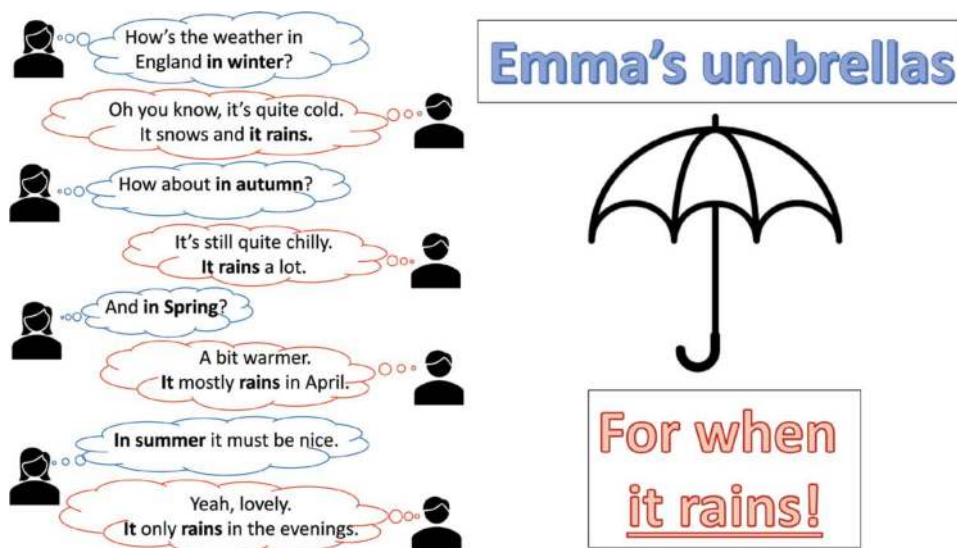 How's the weather in
England in winter?
Oh you know, it's quite cold.
It snows and it rains.
How about in autumn?
It's still quite chilly.
It rains a lot.
And in Spring?
A bit warmer.
It mostly rains in April.
In summer it must be nice.
Yeah, lovely.
It only rains in the evenings.
Emma's umbrellas
For when
it rains!